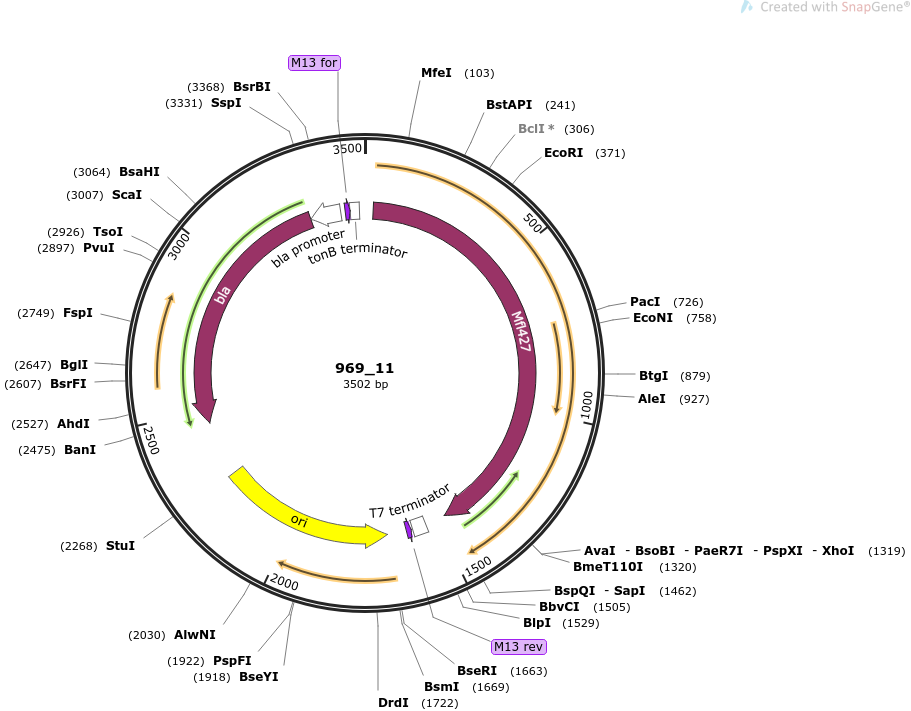 Created with SnapGene®
M13 for
(3368) BsrBI
(3331) SspI
MfeI (103)
BstAPI (241)
BclI * (306)
EcoRI (371)
3500
(3064) BsaHI
(3007) ScaI
(2926) TsoI
(2897) PvuI
3000
500
bla promoter
tonB terminator
bla
Mfl427
(2749) FspI
PacI (726)
EcoNI (758)
(2647) BglI
(2607) BsrFI
969_11
3502 bp
BtgI (879)
AleI (927)
1000
(2527) AhdI
(2475) BanI
2500
T7 terminator
ori
(2268) StuI
AvaI - BsoBI - PaeR7I - PspXI - XhoI (1319)
BmeT110I (1320)
1500
2000
BspQI - SapI (1462)
BbvCI (1505)
BlpI (1529)
(2030) AlwNI
M13 rev
(1922) PspFI
(1918) BseYI
BseRI (1663)
BsmI (1669)
DrdI (1722)